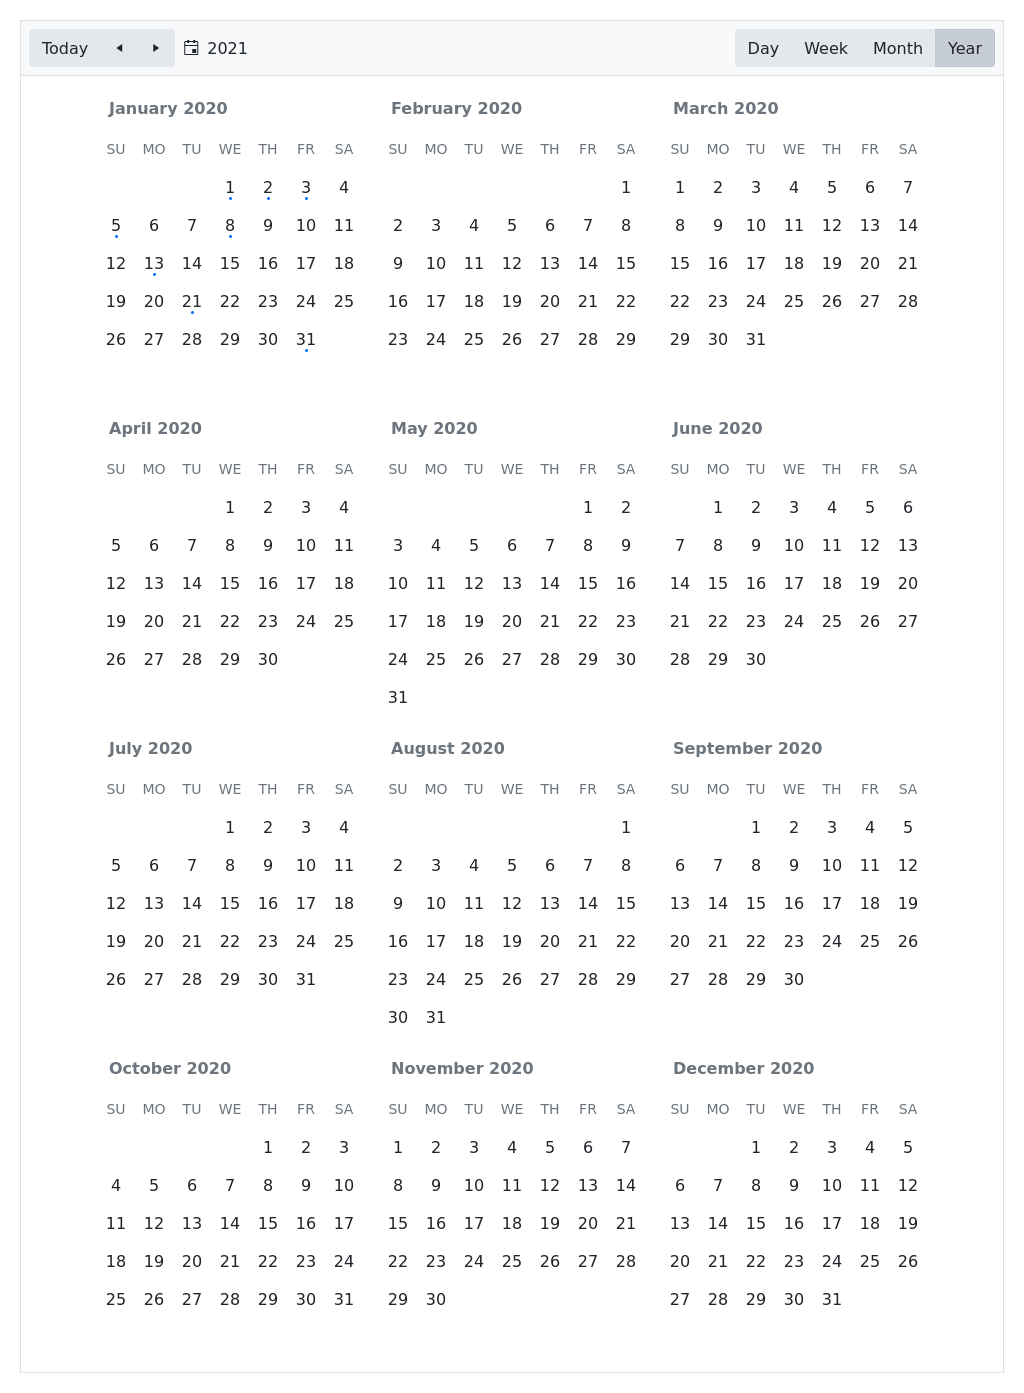 Today 2021 Day Week Month Year
January 2020 February 2020 March 2020
SU MO TU WE TH FR SA SU MO TU WE TH FR SA SU MO TU WE TH FR SA
1 2 3 4 1 1 2 3 4 5 6 7
5 6 7 8 9 10 11 2 3 4 5 6 7 8 8 9 10 11 12 13 14
12 13 14 15 16 17 18 9 10 11 12 13 14 15 15 16 17 18 19 20 21
19 20 21 22 23 24 25 16 17 18 19 20 21 22 22 23 24 25 26 27 28
26 27 28 29 30 31 23 24 25 26 27 28 29 29 30 31
April 2020 May 2020 June 2020
SU MO TU WE TH FR SA SU MO TU WE TH FR SA SU MO TU WE TH FR SA
1 2 3 4 1 2 1 2 3 4 5 6
5 6 7 8 9 10 11 3 4 5 6 7 8 9 7 8 9 10 11 12 13
12 13 14 15 16 17 18 10 11 12 13 14 15 16 14 15 16 17 18 19 20
19 20 21 22 23 24 25 17 18 19 20 21 22 23 21 22 23 24 25 26 27
26 27 28 29 30 24 25 26 27 28 29 30 28 29 30
31
July 2020 August 2020 September 2020
SU MO TU WE TH FR SA SU MO TU WE TH FR SA SU MO TU WE TH FR SA
1 2 3 4 1 1 2 3 4 5
5 6 7 8 9 10 11 2 3 4 5 6 7 8 6 7 8 9 10 11 12
12 13 14 15 16 17 18 9 10 11 12 13 14 15 13 14 15 16 17 18 19
19 20 21 22 23 24 25 16 17 18 19 20 21 22 20 21 22 23 24 25 26
26 27 28 29 30 31 23 24 25 26 27 28 29 27 28 29 30
30 31
October 2020 November 2020 December 2020
SU MO TU WE TH FR SA SU MO TU WE TH FR SA SU MO TU WE TH FR SA
1 2 3 1 2 3 4 5 6 7 1 2 3 4 5
4 5 6 7 8 9 10 8 9 10 11 12 13 14 6 7 8 9 10 11 12
11 12 13 14 15 16 17 15 16 17 18 19 20 21 13 14 15 16 17 18 19
18 19 20 21 22 23 24 22 23 24 25 26 27 28 20 21 22 23 24 25 26
25 26 27 28 29 30 31 29 30 27 28 29 30 31